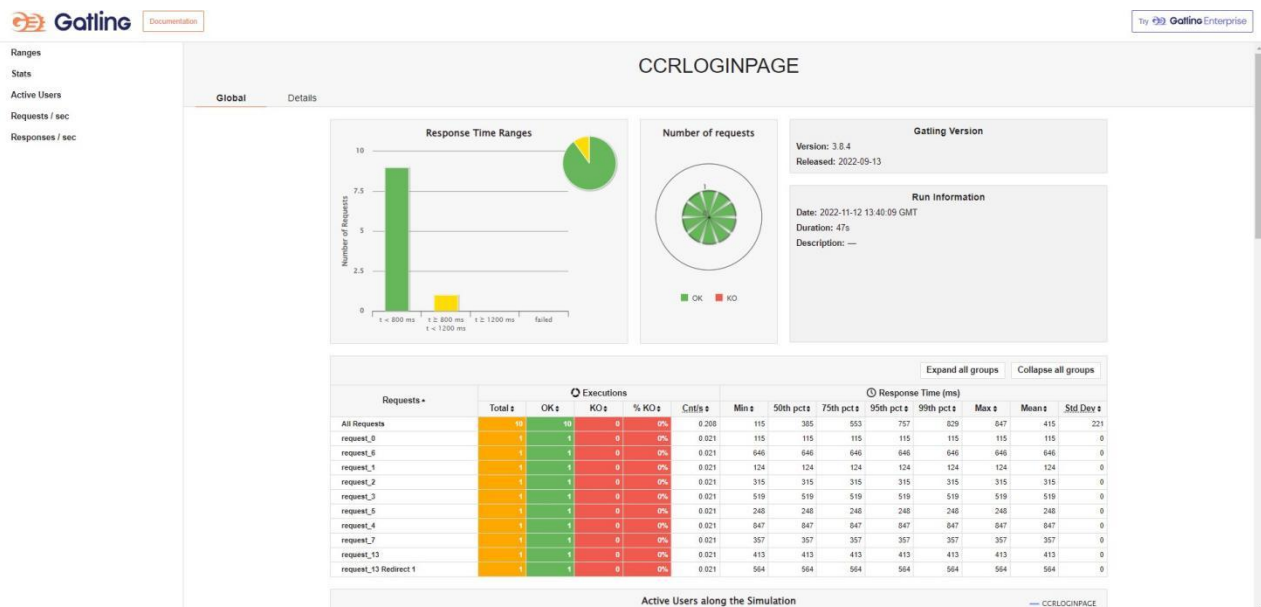 Gatling Documentation
Try Gatling Enterprise
Ranges
Stats
Active Users
Requests / sec
Responses / sec
CCRLOGINPAGE
Global Details
Response Time Ranges
10
7.5
5
2.5
0
Number of Requests
t < 800 ms
t ≥ 800 ms
t < 1200 ms
t ≥ 1200 ms
failed
Number of requests
OK KO
Gatling Version
Version: 3.8.4
Released: 2022-09-13
Run Information
Date: 2022-11-12 13:40:09 GMT
Duration: 47s
Description: —
Expand all groups Collapse all groups
Requests Executions Response Time (ms)
Total OK KO % KO Cnt/s Min 50th pct 75th pct 95th pct 99th pct Max Mean Std Dev
All Requests 10 10 0 0% 0.208 115 385 553 757 829 847 415 221
request_0 1 1 0 0% 0.021 115 115 115 115 115 115 115 0
request_6 1 1 0 0% 0.021 646 646 646 646 646 646 646 0
request_1 1 1 0 0% 0.021 124 124 124 124 124 124 124 0
request_2 1 1 0 0% 0.021 315 315 315 315 315 315 315 0
request_3 1 1 0 0% 0.021 519 519 519 519 519 519 519 0
request_5 1 1 0 0% 0.021 248 248 248 248 248 248 248 0
request_4 1 1 0 0% 0.021 847 847 847 847 847 847 847 0
request_7 1 1 0 0% 0.021 357 357 357 357 357 357 357 0
request_13 1 1 0 0% 0.021 413 413 413 413 413 413 413 0
request_13 Redirect 1 1 1 0 0% 0.021 564 564 564 564 564 564 564 0
Active Users along the Simulation
CCRLOGINPAGE